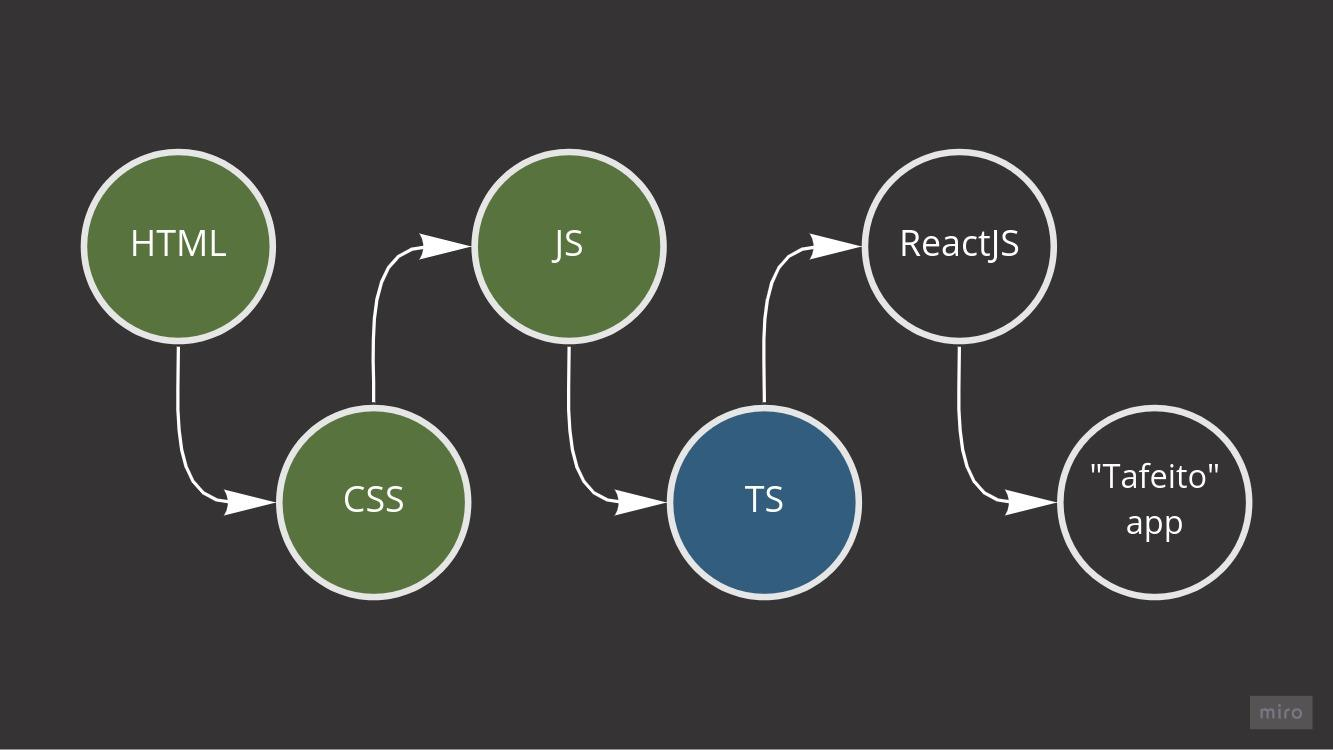 HTML
CSS
JS
TS
ReactJS
"Tafeito"
app
miro